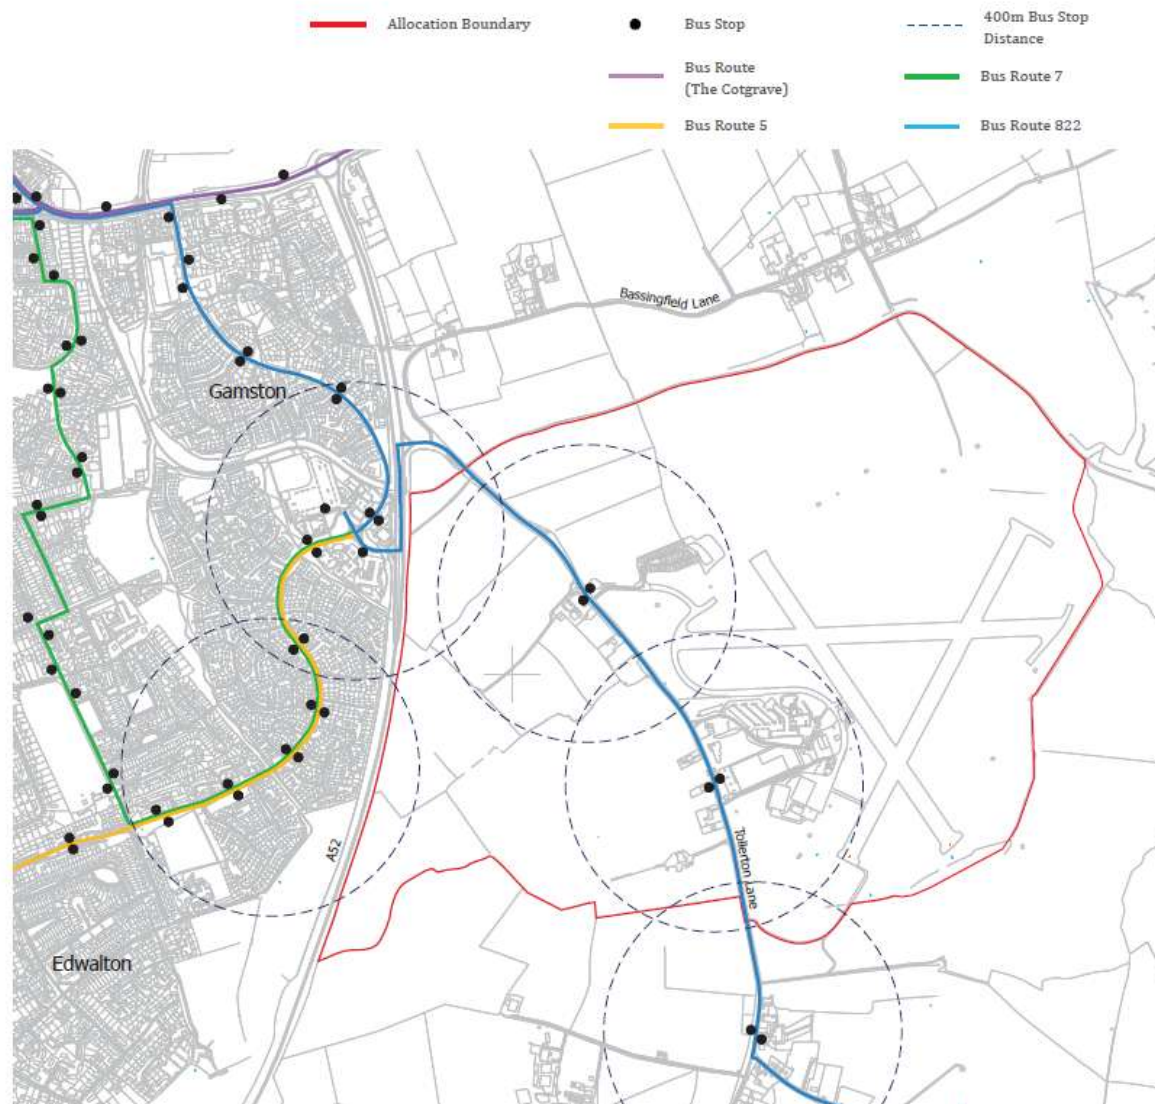 Allocation Boundary
Bus Stop
400m Bus Stop
Distance
Bus Route
(The Cotgrave)
Bus Route 7
Bus Route 5
Bus Route 822
Bassingfield Lane
Gamston
A52
Tollerton Lane
Edwalton